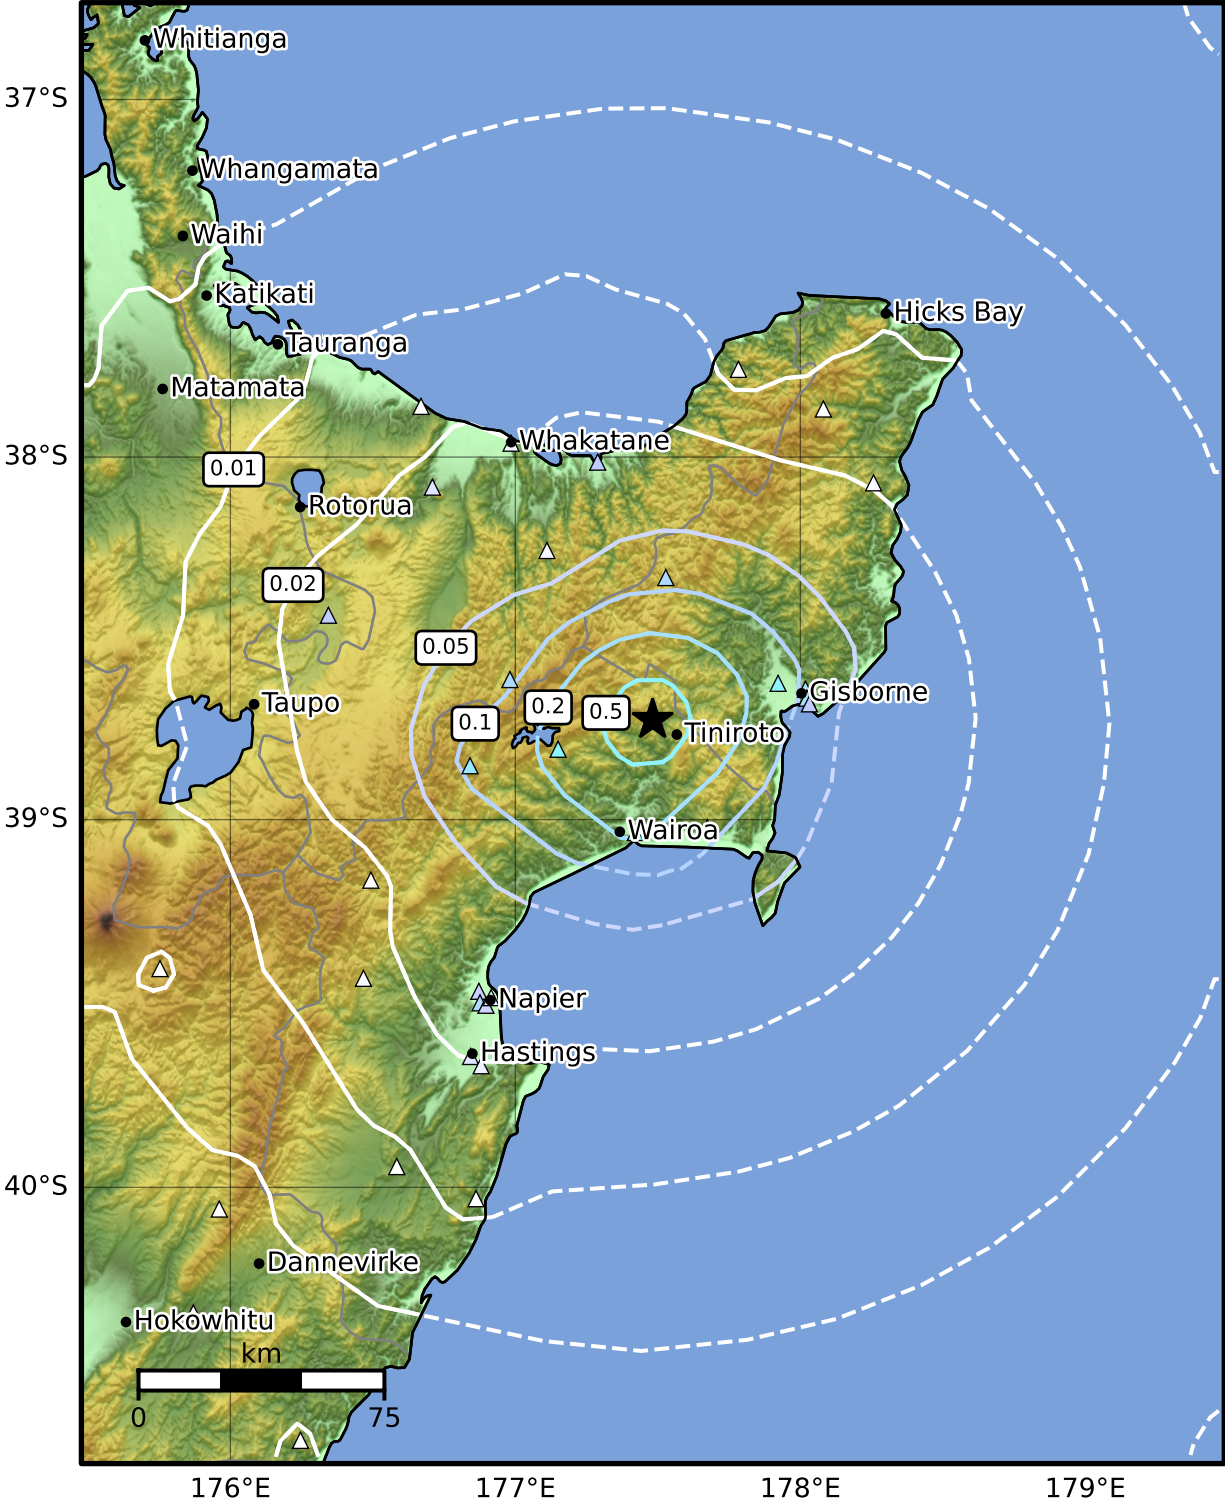 Whitianga
37°S
Whangamata
Waihi
Katikati
Hicks Bay
Tauranga
Matamata
Whakatane
38°S
0.01
Rotorua
0.02
0.05
Gisborne
Taupo
0.2
0.5
0.1
Tiniroto
39°S
Wairoa
Napier
Hastings
40°S
Dannevirke
Hokowhitu
km
0 75
176°E 177°E 178°E 179°E